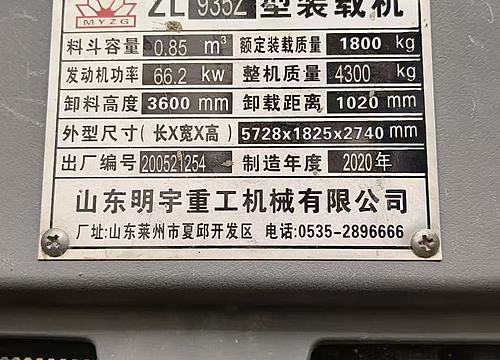 MYZG ZL 935Z 型装载机
料斗容量 0.85 m³ 额定装载质量 1800 kg
发动机功率 66.2 kw 整机质量 4300 kg
卸料高度 3600 mm 卸载距离 1020 mm
外型尺寸(长X宽X高) 5728x1825x2740 mm
出厂编号 200521254 制造年度 2020年
山东明宇重工机械有限公司
厂址:山东莱州市夏邱开发区 电话:0535-2896666